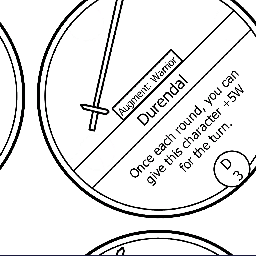 Augment: Warrior
Durendal
Once each round, you can
give this character +5W
for the turn.
D
3